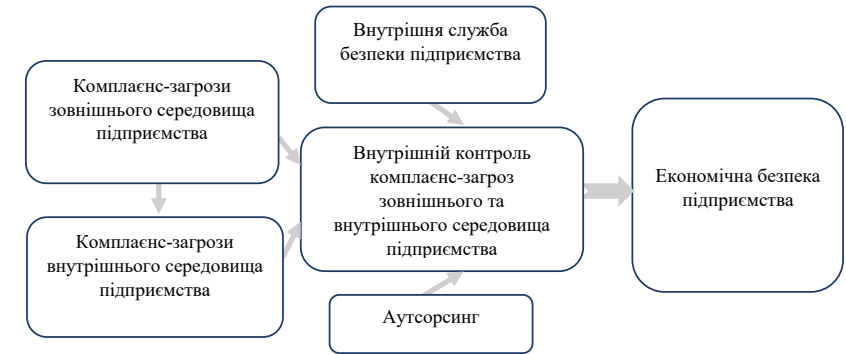 Внутрішня служба
безпеки підприємства
Комплаєнс-загрози
зовнішнього середовища
підприємства
Внутрішній контроль
комплаєнс-загроз
зовнішнього та
внутрішнього середовища
підприємства
Економічна безпека
підприємства
Комплаєнс-загрози
внутрішнього середовища
підприємства
Аутсорсинг